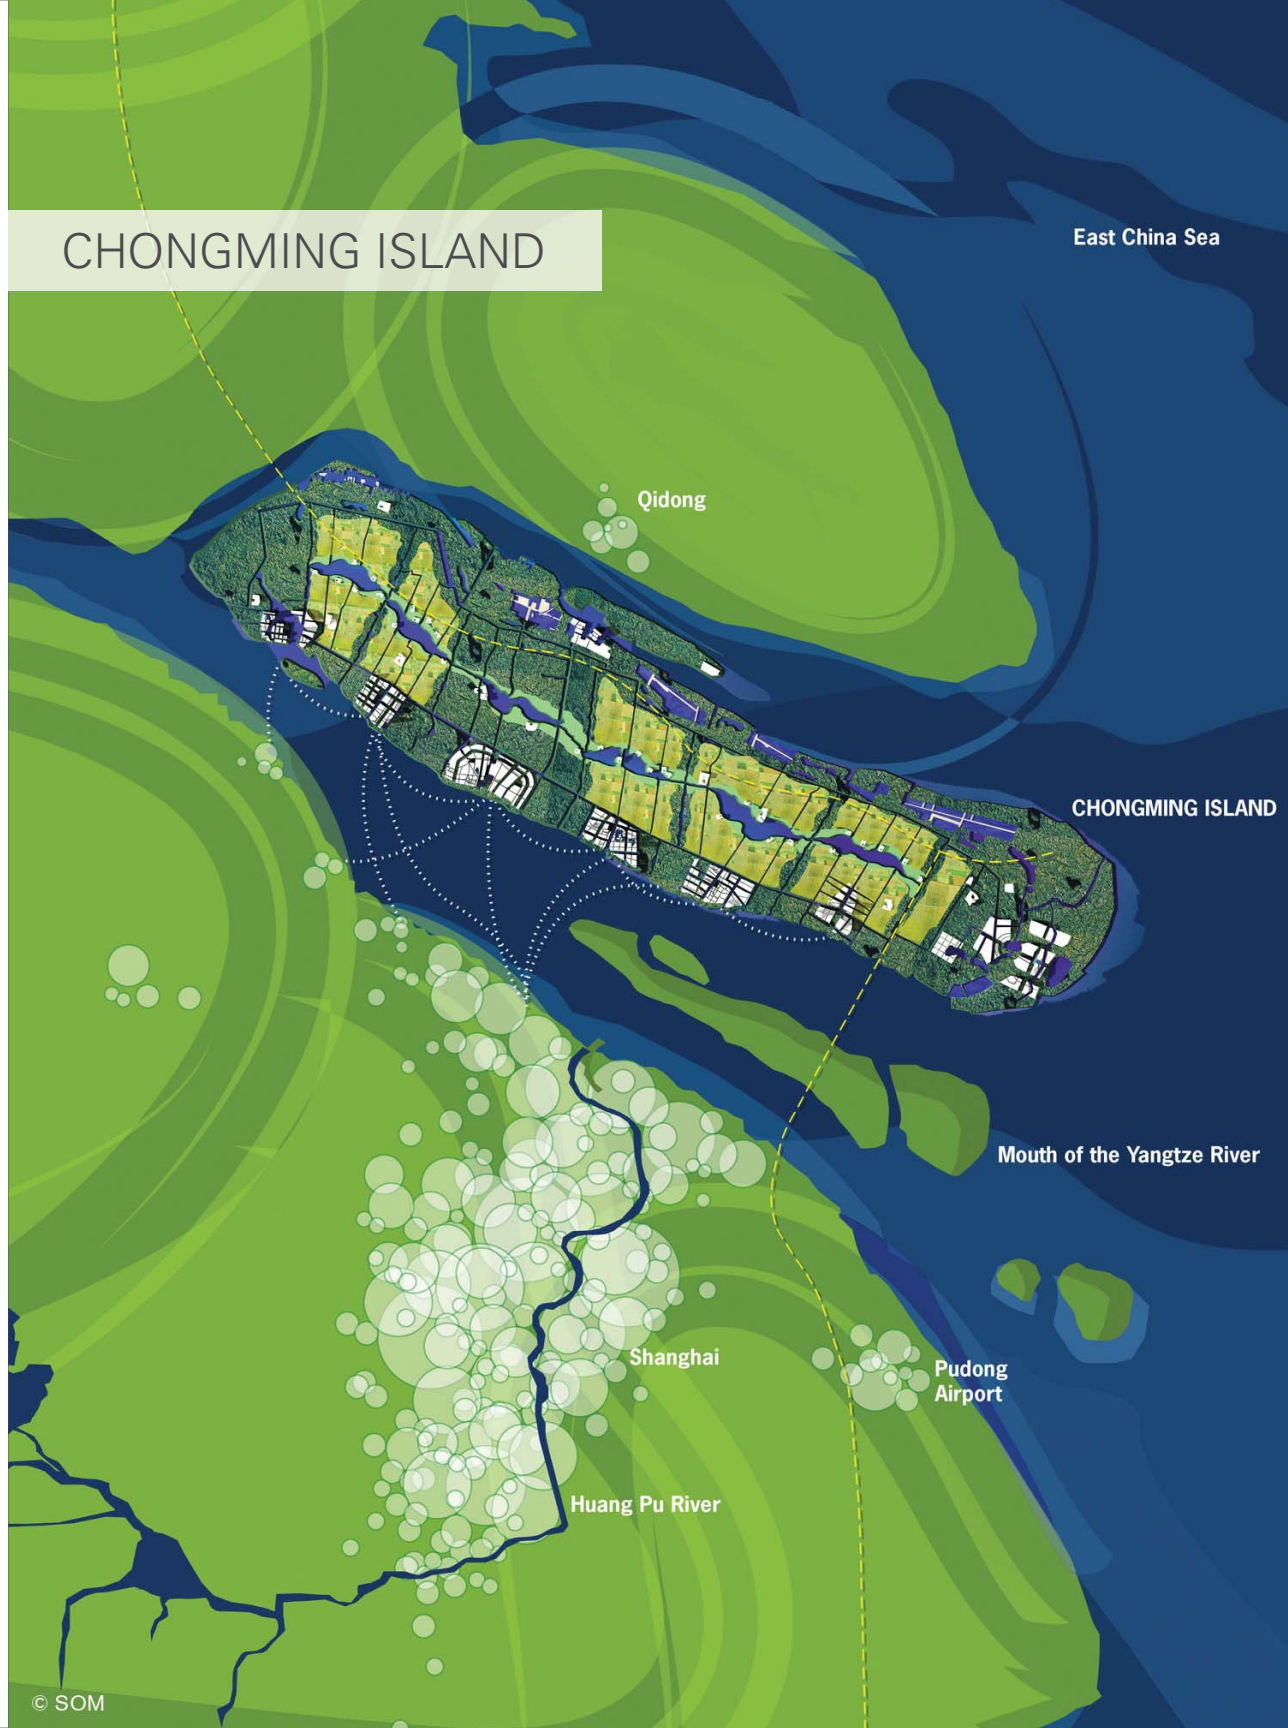 East China Sea
CHONGMING ISLAND
Qidong
CHONGMING ISLAND
Mouth of the Yangtze River
Shanghai
Pudong
Airport
Huang Pu River
© SOM